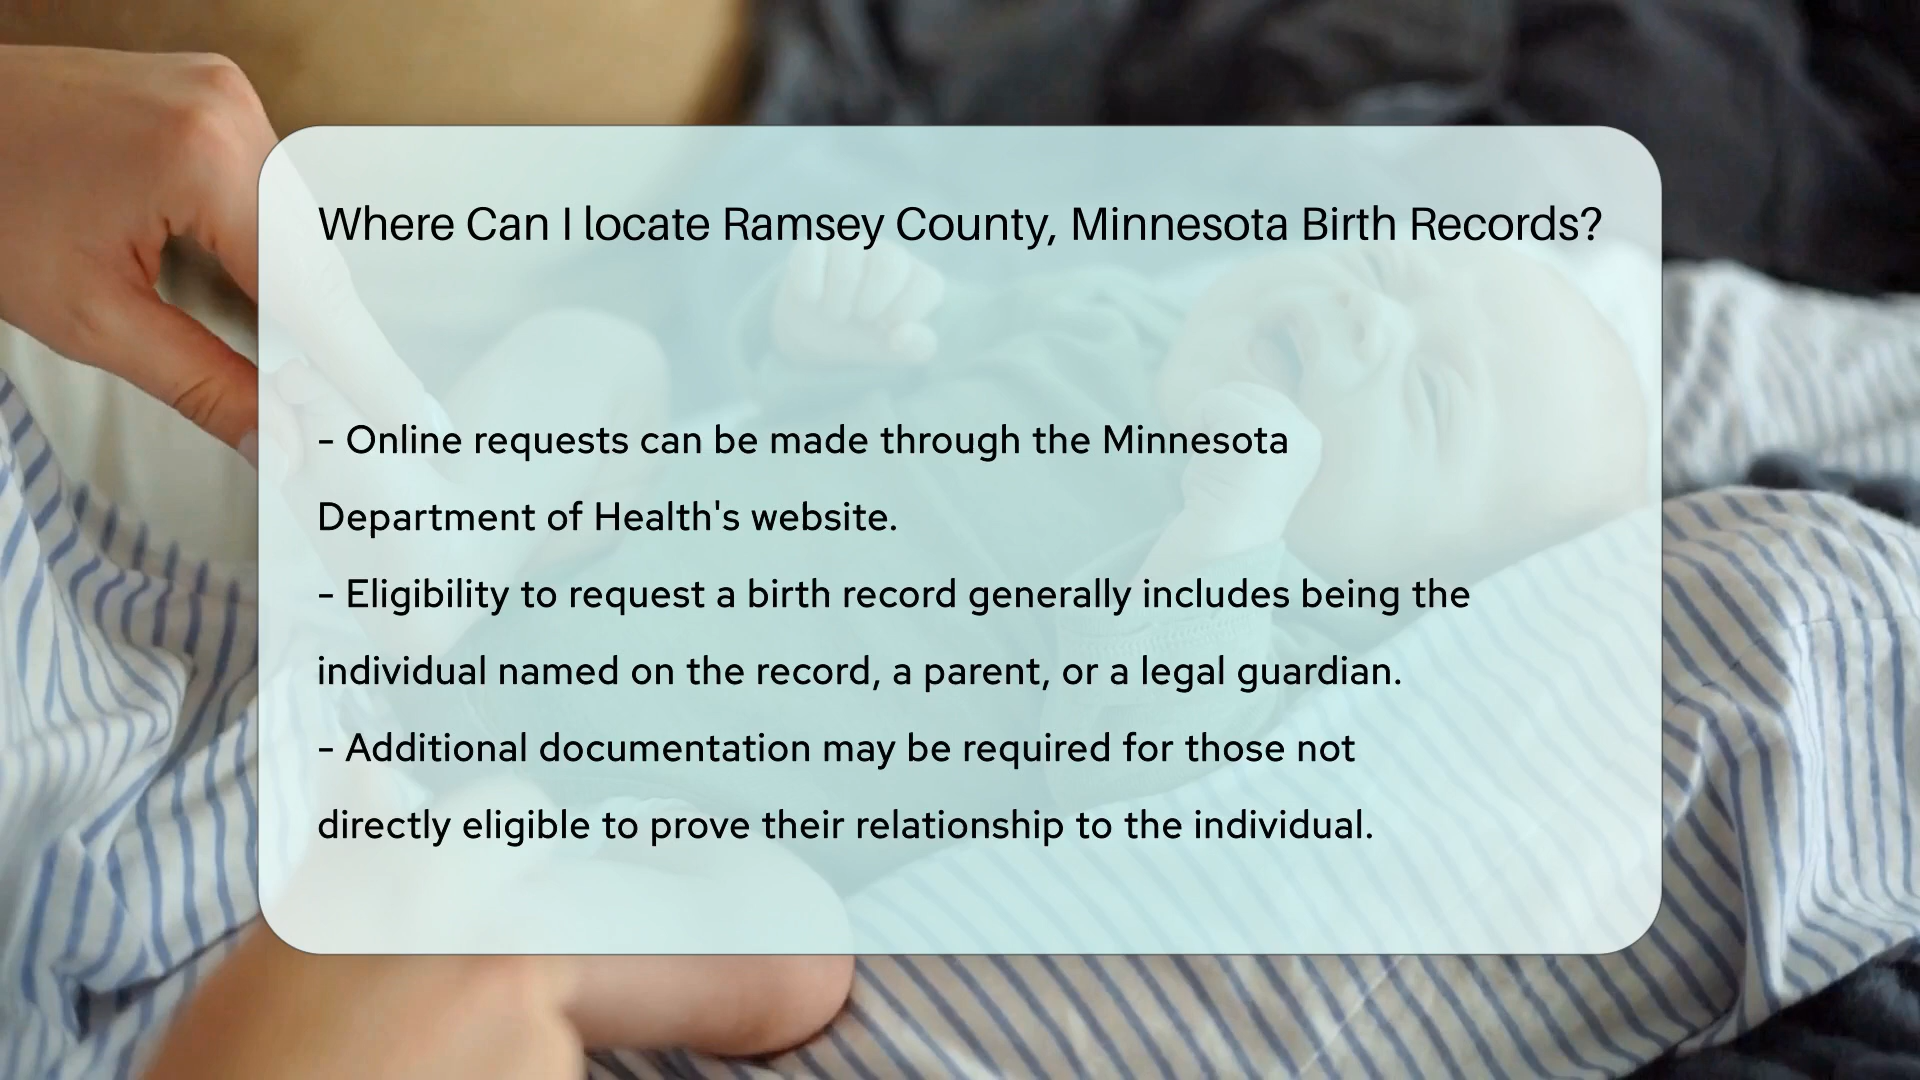 Where Can I locate Ramsey County, Minnesota Birth Records?
- Online requests can be made through the Minnesota
Department of Health's website.
- Eligibility to request a birth record generally includes being the
individual named on the record, a parent, or a legal guardian.
- Additional documentation may be required for those not
directly eligible to prove their relationship to the individual.